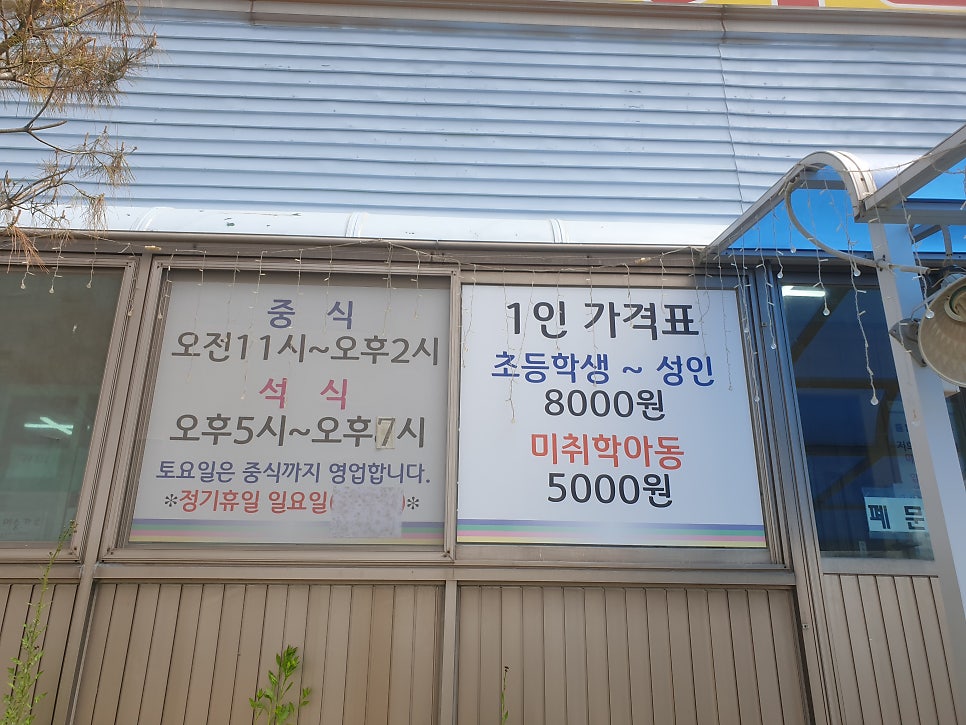 중 식
오전11시~오후2시
석 식
오후5시~오후7시
토요일은 중식까지 영업합니다.
*정기휴일 일요일( )*
1인 가격표
초등학생 ~ 성인
8000원
미취학아동
5000원
폐 문